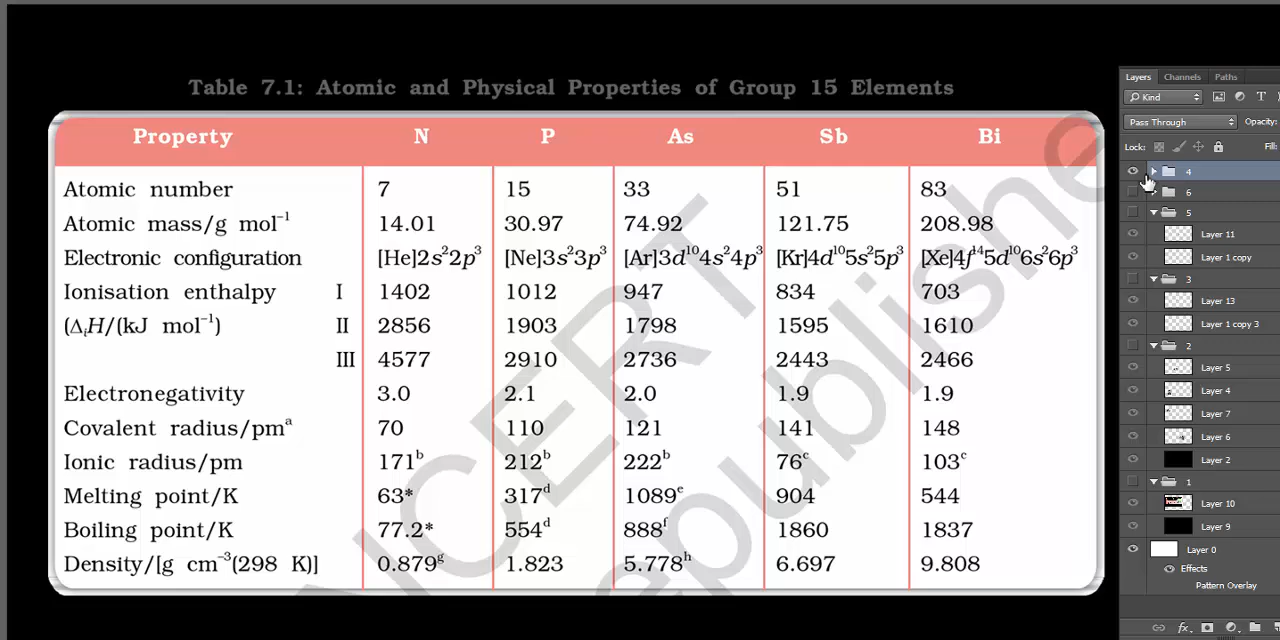 Table 7.1: Atomic and Physical Properties of Group 15 Elements
Property N P As Sb Bi
Atomic number 7 15 33 51 83
Atomic mass/g mol⁻¹ 14.01 30.97 74.92 121.75 208.98
Electronic configuration [He]2s²2p³ [Ne]3s²3p³ [Ar]3d¹⁰4s²4p³ [Kr]4d¹⁰5s²5p³ [Xe]4f¹⁴5d¹⁰6s²6p³
Ionisation enthalpy I 1402 1012 947 834 703
(ΔᵢH/(kJ mol⁻¹) II 2856 1903 1798 1595 1610
III 4577 2910 2736 2443 2466
Electronegativity 3.0 2.1 2.0 1.9 1.9
Covalent radius/pmᵃ 70 110 121 141 148
Ionic radius/pm 171ᵇ 212ᵇ 222ᵇ 76ᶜ 103ᶜ
Melting point/K 63* 317ᵈ 1089ᵉ 904 544
Boiling point/K 77.2* 554ᵈ 888ᶠ 1860 1837
Density/[g cm⁻³(298 K)] 0.879ᵍ 1.823 5.778ʰ 6.697 9.808
NCERT
republishe
Layers Channels Paths
Kind T
Pass Through Opacity:
Lock: Fill:
4
6
5
Layer 11
Layer 1 copy
3
Layer 13
Layer 1 copy 3
2
Layer 5
Layer 4
Layer 7
Layer 6
Layer 2
1
Layer 10
Layer 9
Layer 0
Effects
Pattern Overlay
fx